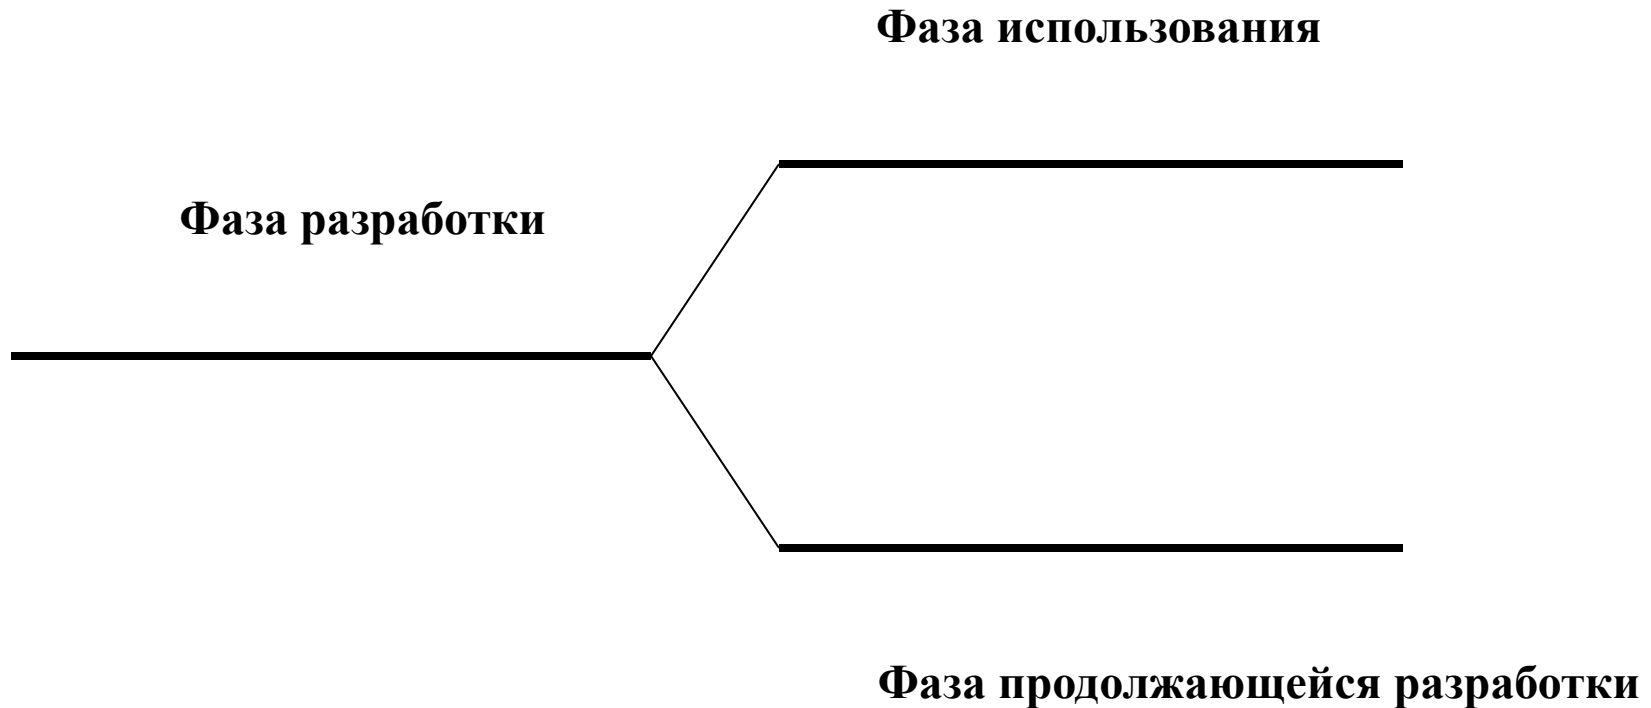 Фаза использования
Фаза разработки
Фаза продолжающейся разработки